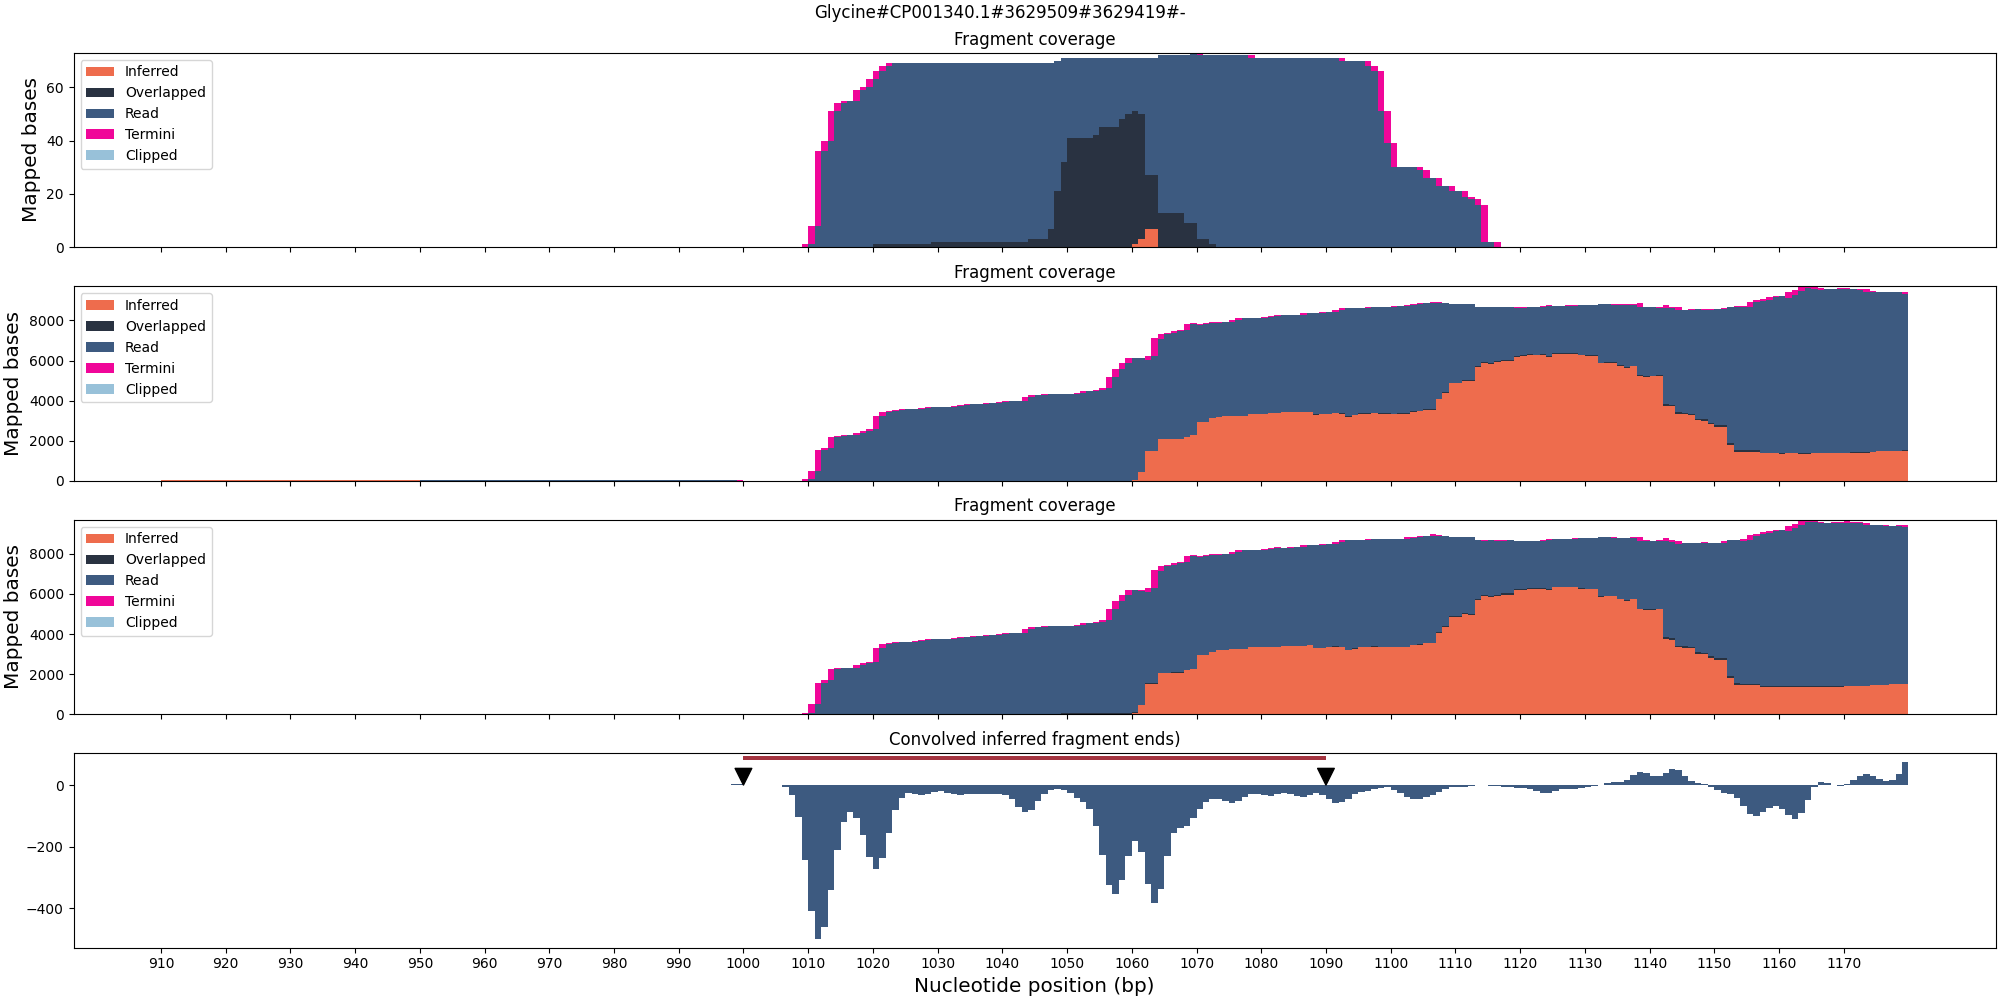 Glycine#CP001340.1#3629509#3629419#-
Fragment coverage
Mapped bases
60
40
20
0
Inferred
Overlapped
Read
Termini
Clipped
Fragment coverage
Mapped bases
8000
6000
4000
2000
0
Inferred
Overlapped
Read
Termini
Clipped
Fragment coverage
Mapped bases
8000
6000
4000
2000
0
Inferred
Overlapped
Read
Termini
Clipped
Convolved inferred fragment ends)
0
−200
−400
910 920 930 940 950 960 970 980 990 1000 1010 1020 1030 1040 1050 1060 1070 1080 1090 1100 1110 1120 1130 1140 1150 1160 1170
Nucleotide position (bp)